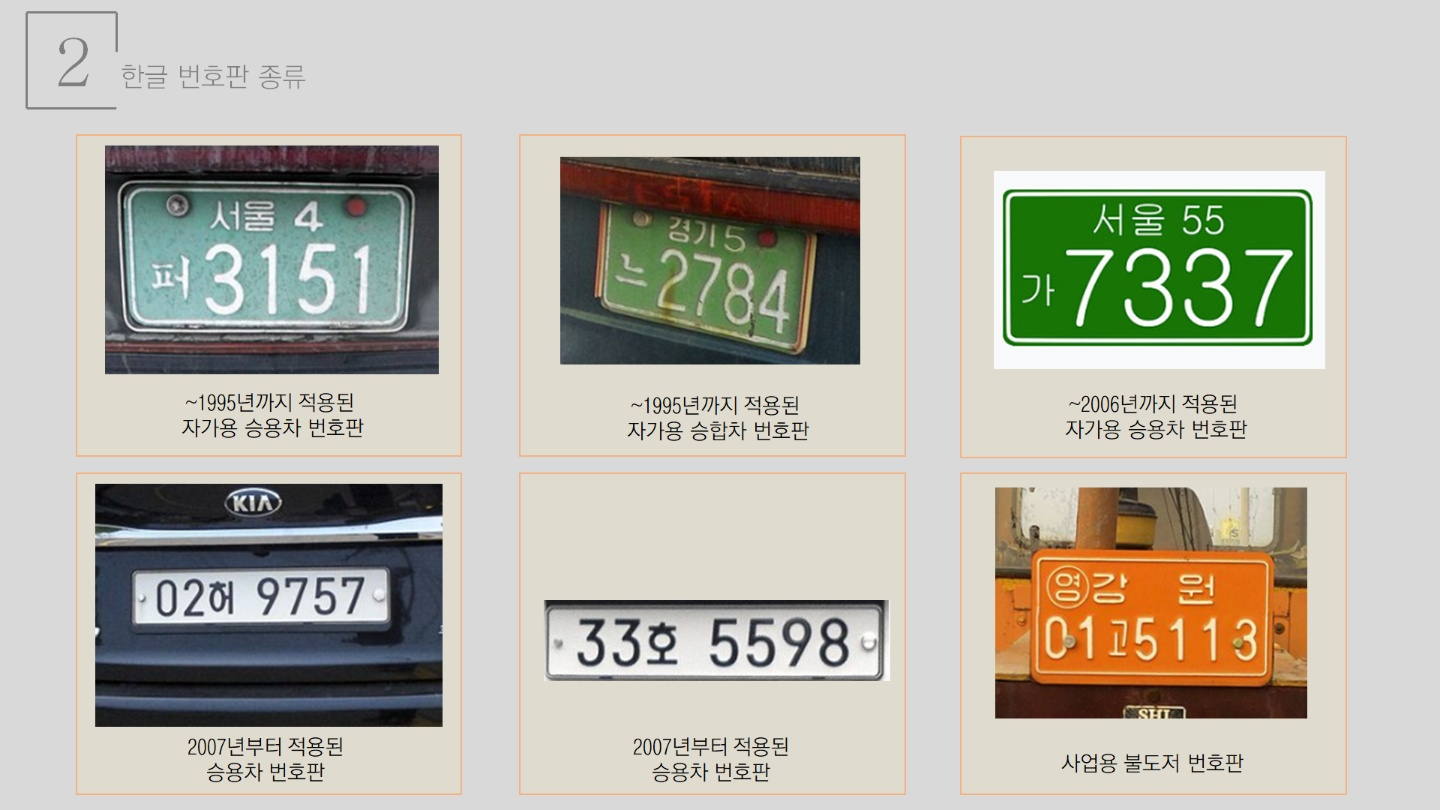 2
한글 번호판 종류
서울 4
퍼 3151
~1995년까지 적용된
자가용 승용차 번호판
경기 5
느 2784
~1995년까지 적용된
자가용 승합차 번호판
서울 55
가 7337
~2006년까지 적용된
자가용 승용차 번호판
KIA
02허 9757
2007년부터 적용된
승용차 번호판
33호 5598
2007년부터 적용된
승용차 번호판
영 강 원
01고5113
SHI
사업용 불도저 번호판